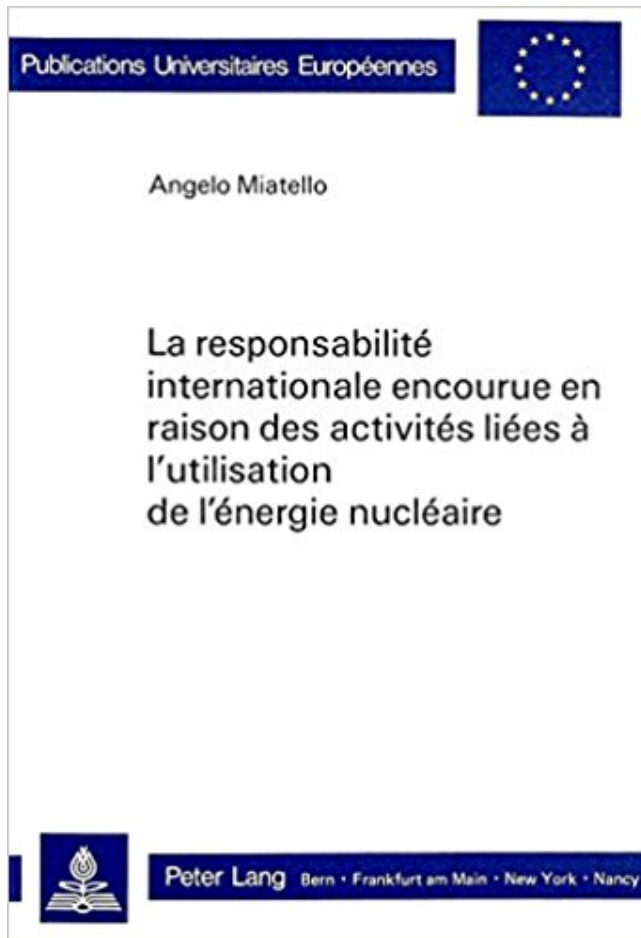 Publications Universitaires Européennes
Angelo Miatello
La responsabilité
internationale encourue en
raison des activités liées à
l'utilisation
de l'énergie nucléaire
Peter Lang Bern · Frankfurt am Main · New York · Nancy